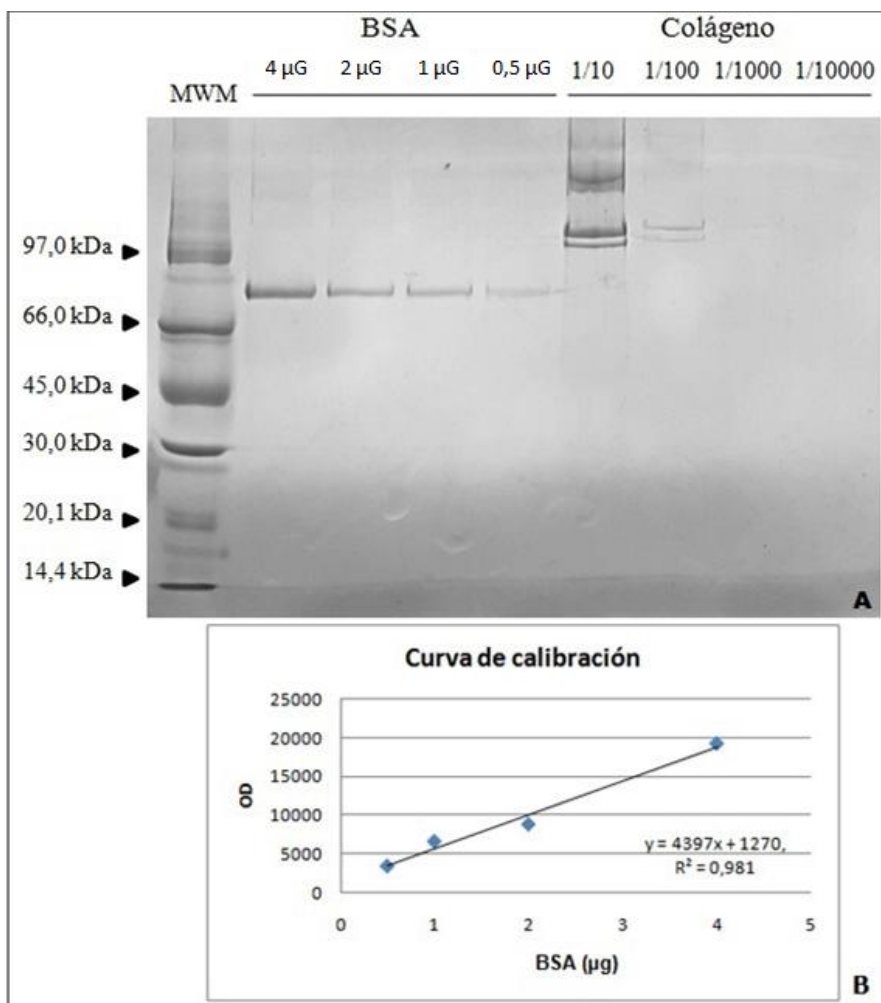 BSA Colágeno
4 µG 2 µG 1 µG 0,5 µG 1/10 1/100 1/1000 1/10000
MWM
97,0 kDa
66,0 kDa
45,0 kDa
30,0 kDa
20,1 kDa
14,4 kDa
A
Curva de calibración
25000
20000
15000
10000
5000
0
OD
y = 4397x + 1270,
R² = 0,981
0 1 2 3 4 5
BSA (µg)
B